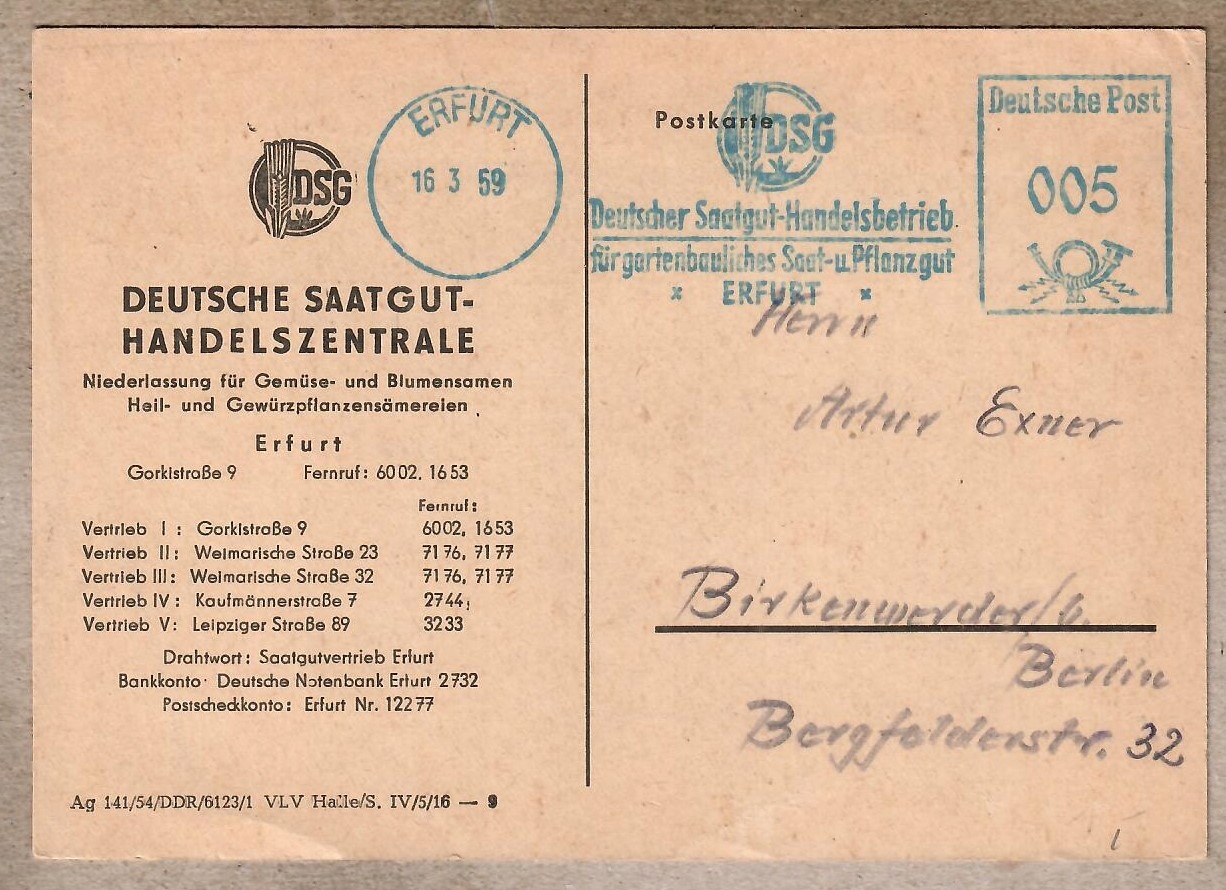 DSG
DEUTSCHE SAATGUT-
HANDELSZENTRALE
Niederlassung für Gemüse- und Blumensamen
Heil- und Gewürzpflanzensämereien
Erfurt
Gorkistraße 9 Fernruf: 6002, 1653
Fernruf:
Vertrieb I: Gorkistraße 9 6002, 1653
Vertrieb II: Weimarische Straße 23 7176, 7177
Vertrieb III: Weimarische Straße 32 7176, 7177
Vertrieb IV: Kaufmännerstraße 7 2744
Vertrieb V: Leipziger Straße 89 3233
Drahtwort: Saatgutvertrieb Erfurt
Bankkonto: Deutsche Notenbank Erfurt 2732
Postscheckkonto: Erfurt Nr. 12277
Ag 141/54/DDR/6123/1 VLV Halle/S. IV/5/16 — 9
ERFURT
16 3 59
Postkarte
DSG
Deutscher Saatgut-Handelsbetrieb
für gartenbauliches Saat-u.Pflanzgut
x ERFURT x
Deutsche Post
005
Herrn
Artur Exner
Birkenwerder/b.
Berlin
Bergfelderstr. 32